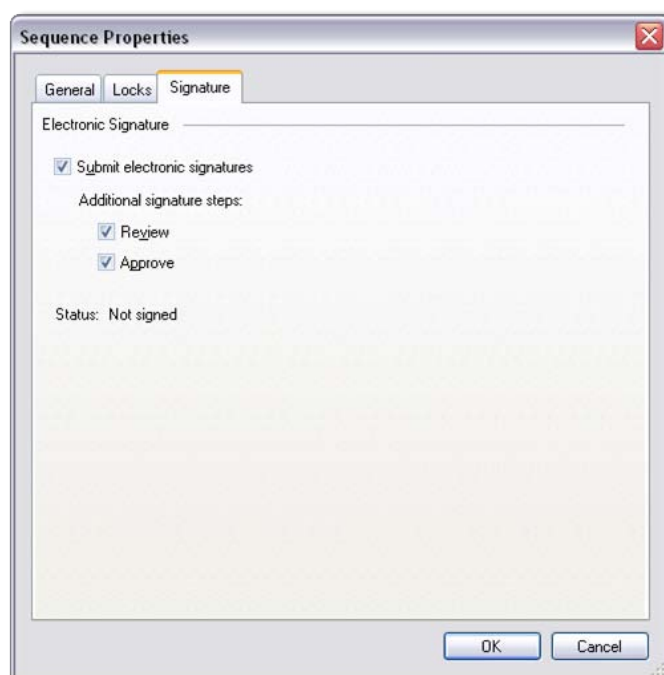 Sequence Properties
General Locks Signature
Electronic Signature
Submit electronic signatures
Additional signature steps:
Review
Approve
Status: Not signed
OK Cancel